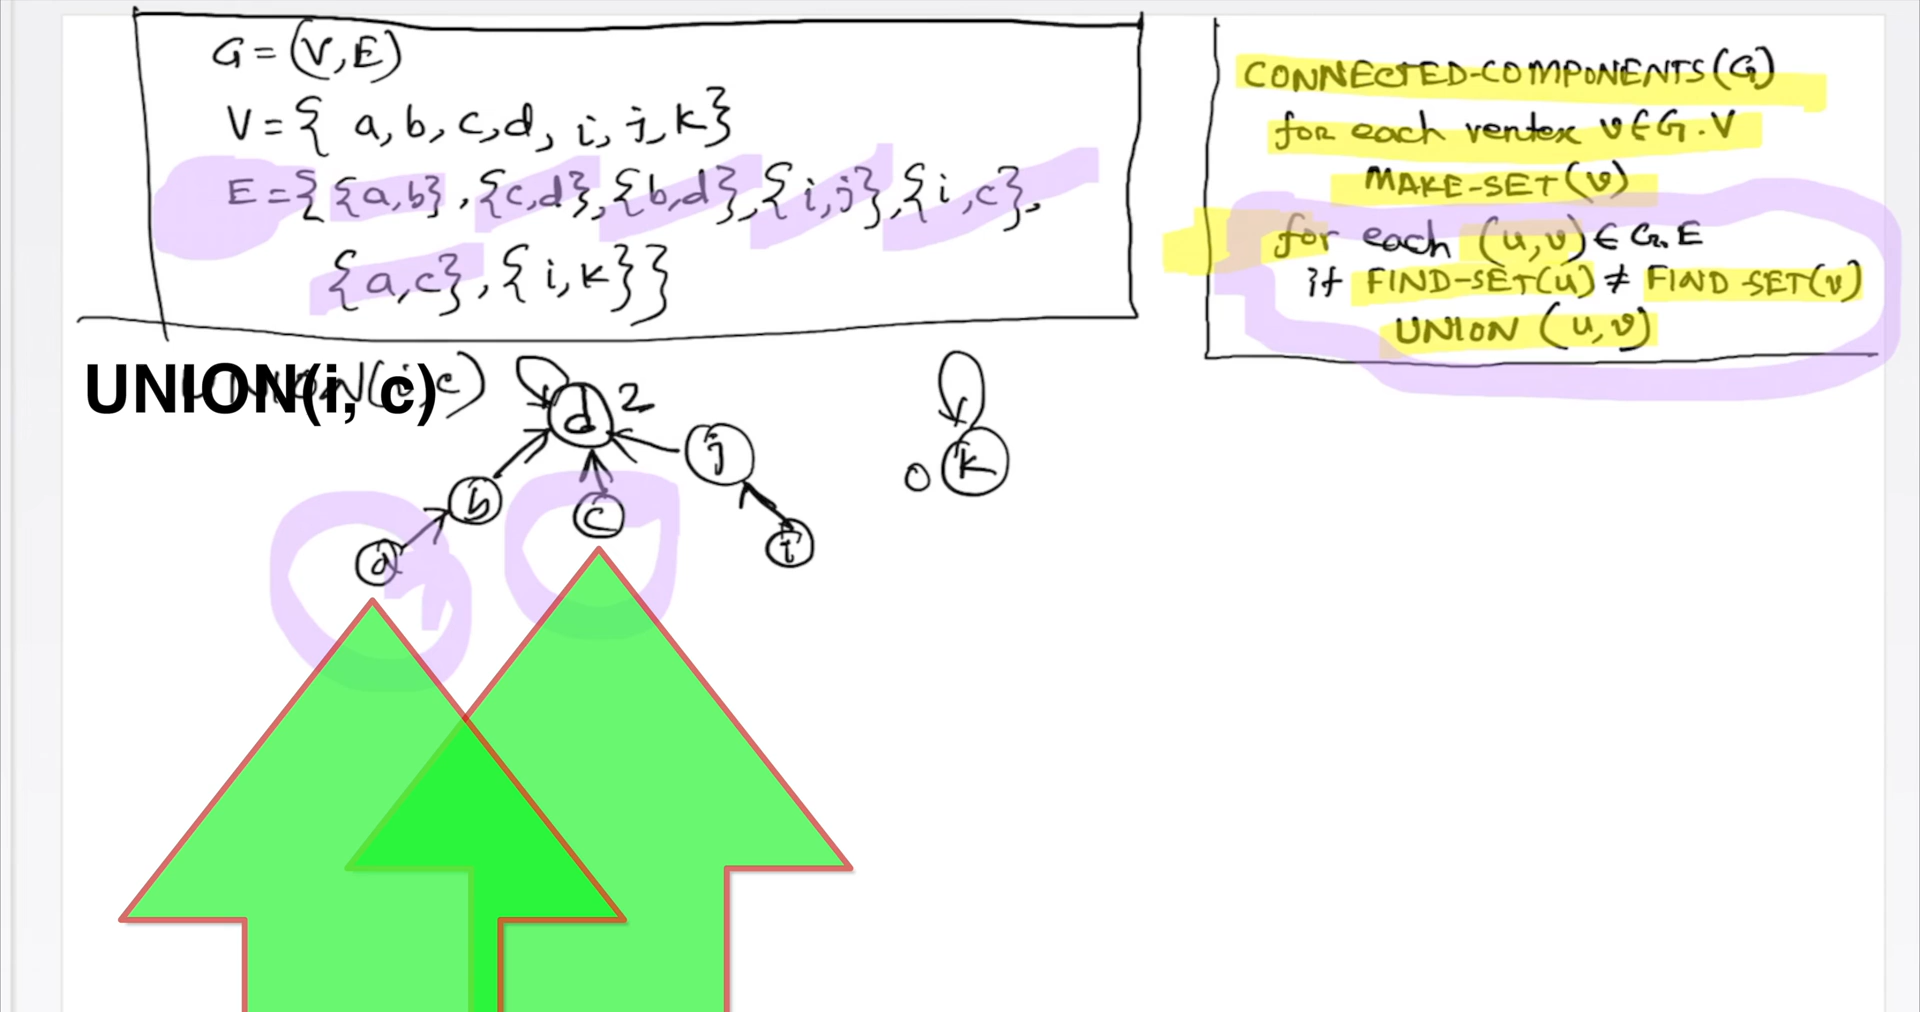 G = (V,E)
V = { a, b, c, d, i, j, k}
E = { {a,b}, {c,d}, {b,d}, {i,j}, {i,c},
{a,c}, {i,k}}
CONNECTED-COMPONENTS(G)
for each vertex v∈G.V
MAKE-SET(v)
for each (u,v) ∈ G.E
if FIND-SET(u) ≠ FIND-SET(v)
UNION (u,v)
UNION(i, c)
d 2
j
k
0
b
c
a
i